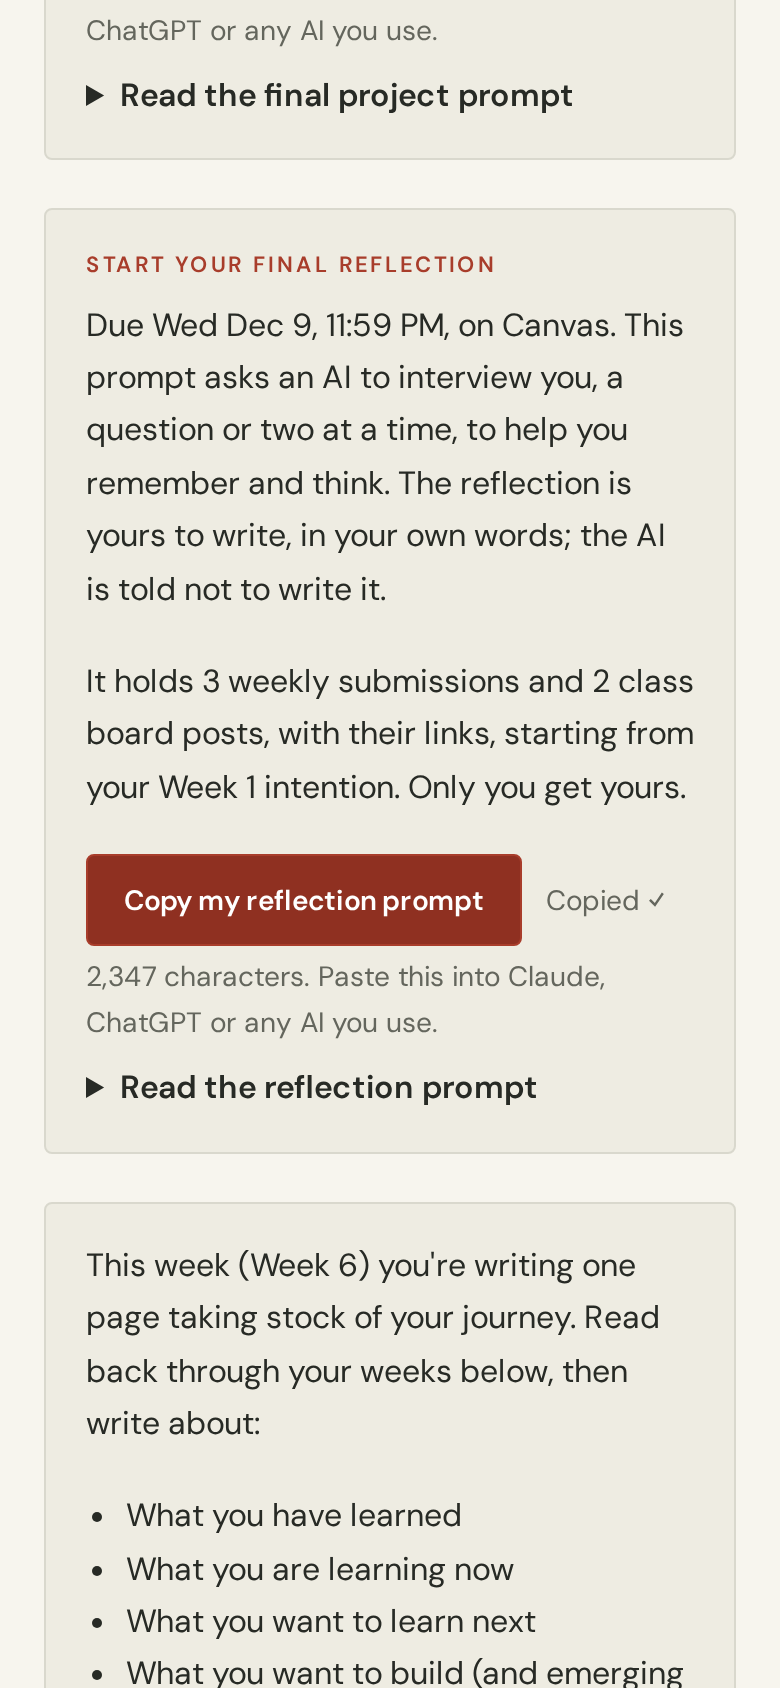 ChatGPT or any AI you use.
▶ Read the final project prompt
START YOUR FINAL REFLECTION
Due Wed Dec 9, 11:59 PM, on Canvas. This
prompt asks an AI to interview you, a
question or two at a time, to help you
remember and think. The reflection is
yours to write, in your own words; the AI
is told not to write it.
It holds 3 weekly submissions and 2 class
board posts, with their links, starting from
your Week 1 intention. Only you get yours.
Copy my reflection prompt Copied ✓
2,347 characters. Paste this into Claude,
ChatGPT or any AI you use.
▶ Read the reflection prompt
This week (Week 6) you're writing one
page taking stock of your journey. Read
back through your weeks below, then
write about:
• What you have learned
• What you are learning now
• What you want to learn next
• What you want to build (and emerging